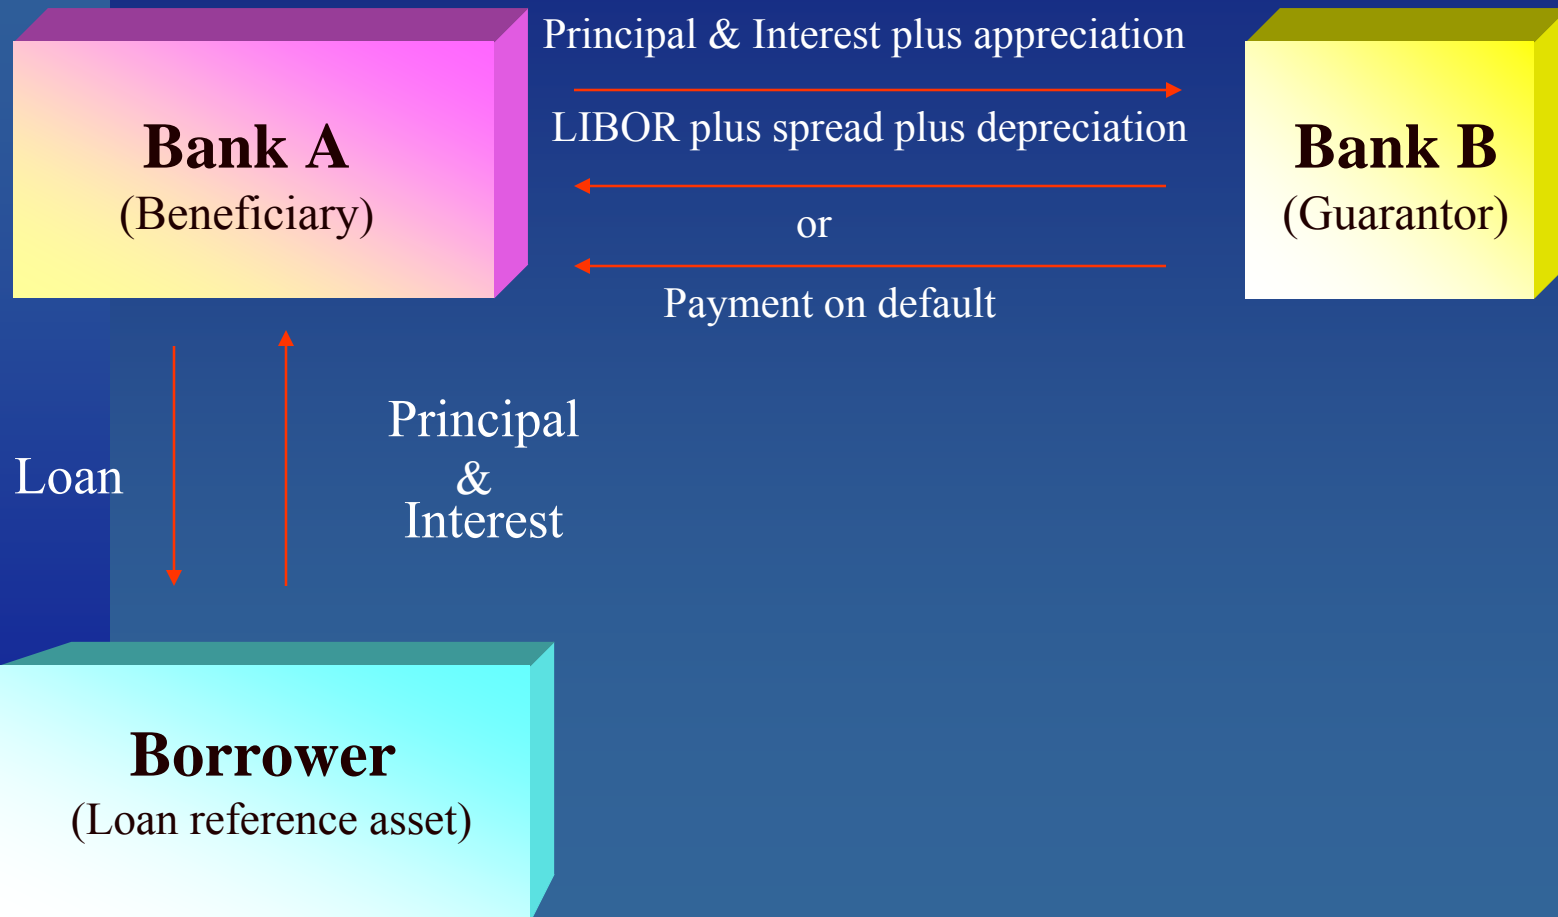 Principal & Interest plus appreciation
Bank A
(Beneficiary)
LIBOR plus spread plus depreciation
Bank B
(Guarantor)
or
Payment on default
Loan
Principal
&
Interest
Borrower
(Loan reference asset)